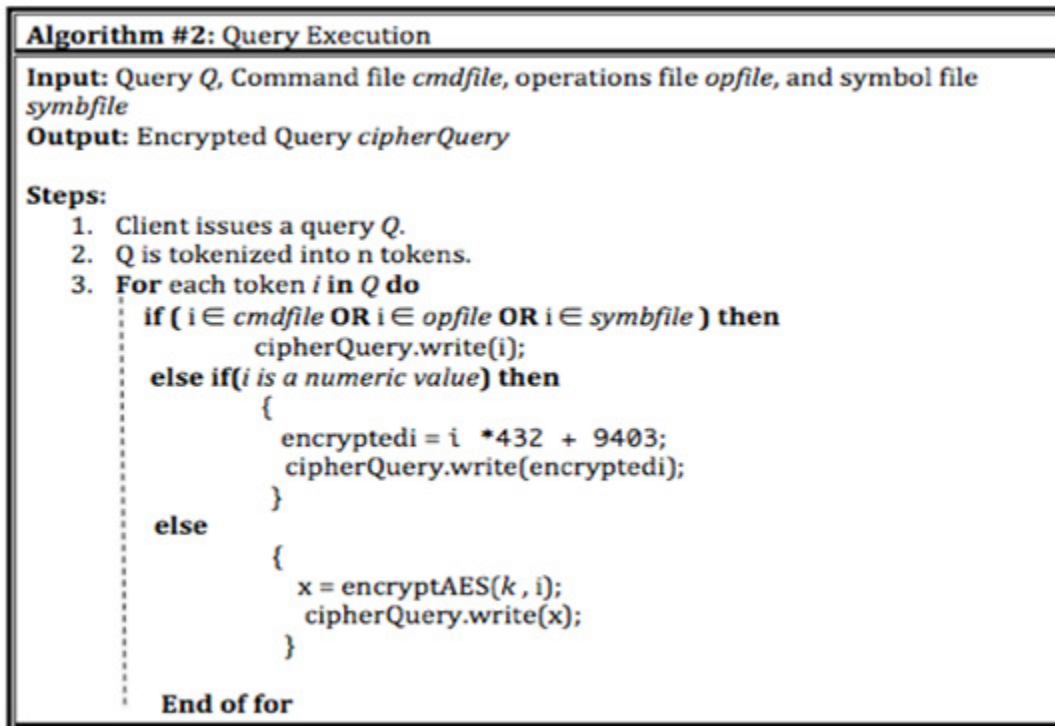 Algorithm #2: Query Execution
Input: Query Q, Command file cmdfile, operations file opfile, and symbol file
symbfile
Output: Encrypted Query cipherQuery
Steps:
1. Client issues a query Q.
2. Q is tokenized into n tokens.
3. For each token i in Q do
if ( i ∈ cmdfile OR i ∈ opfile OR i ∈ symbfile ) then
cipherQuery.write(i);
else if(i is a numeric value) then
{
encryptedi = i *432 + 9403;
cipherQuery.write(encryptedi);
}
else
{
x = encryptAES(k , i);
cipherQuery.write(x);
}
End of for